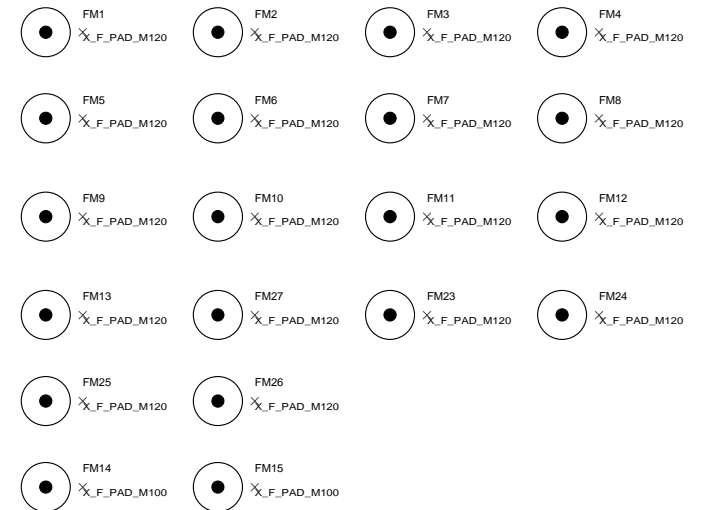 FM1 FM2 FM3 FM4
X_F_PAD_M120 X_F_PAD_M120 X_F_PAD_M120 X_F_PAD_M120
FM5 FM6 FM7 FM8
X_F_PAD_M120 X_F_PAD_M120 X_F_PAD_M120 X_F_PAD_M120
FM9 FM10 FM11 FM12
X_F_PAD_M120 X_F_PAD_M120 X_F_PAD_M120 X_F_PAD_M120
FM13 FM27 FM23 FM24
X_F_PAD_M120 X_F_PAD_M120 X_F_PAD_M120 X_F_PAD_M120
FM25 FM26
X_F_PAD_M120 X_F_PAD_M120
FM14 FM15
X_F_PAD_M100 X_F_PAD_M100